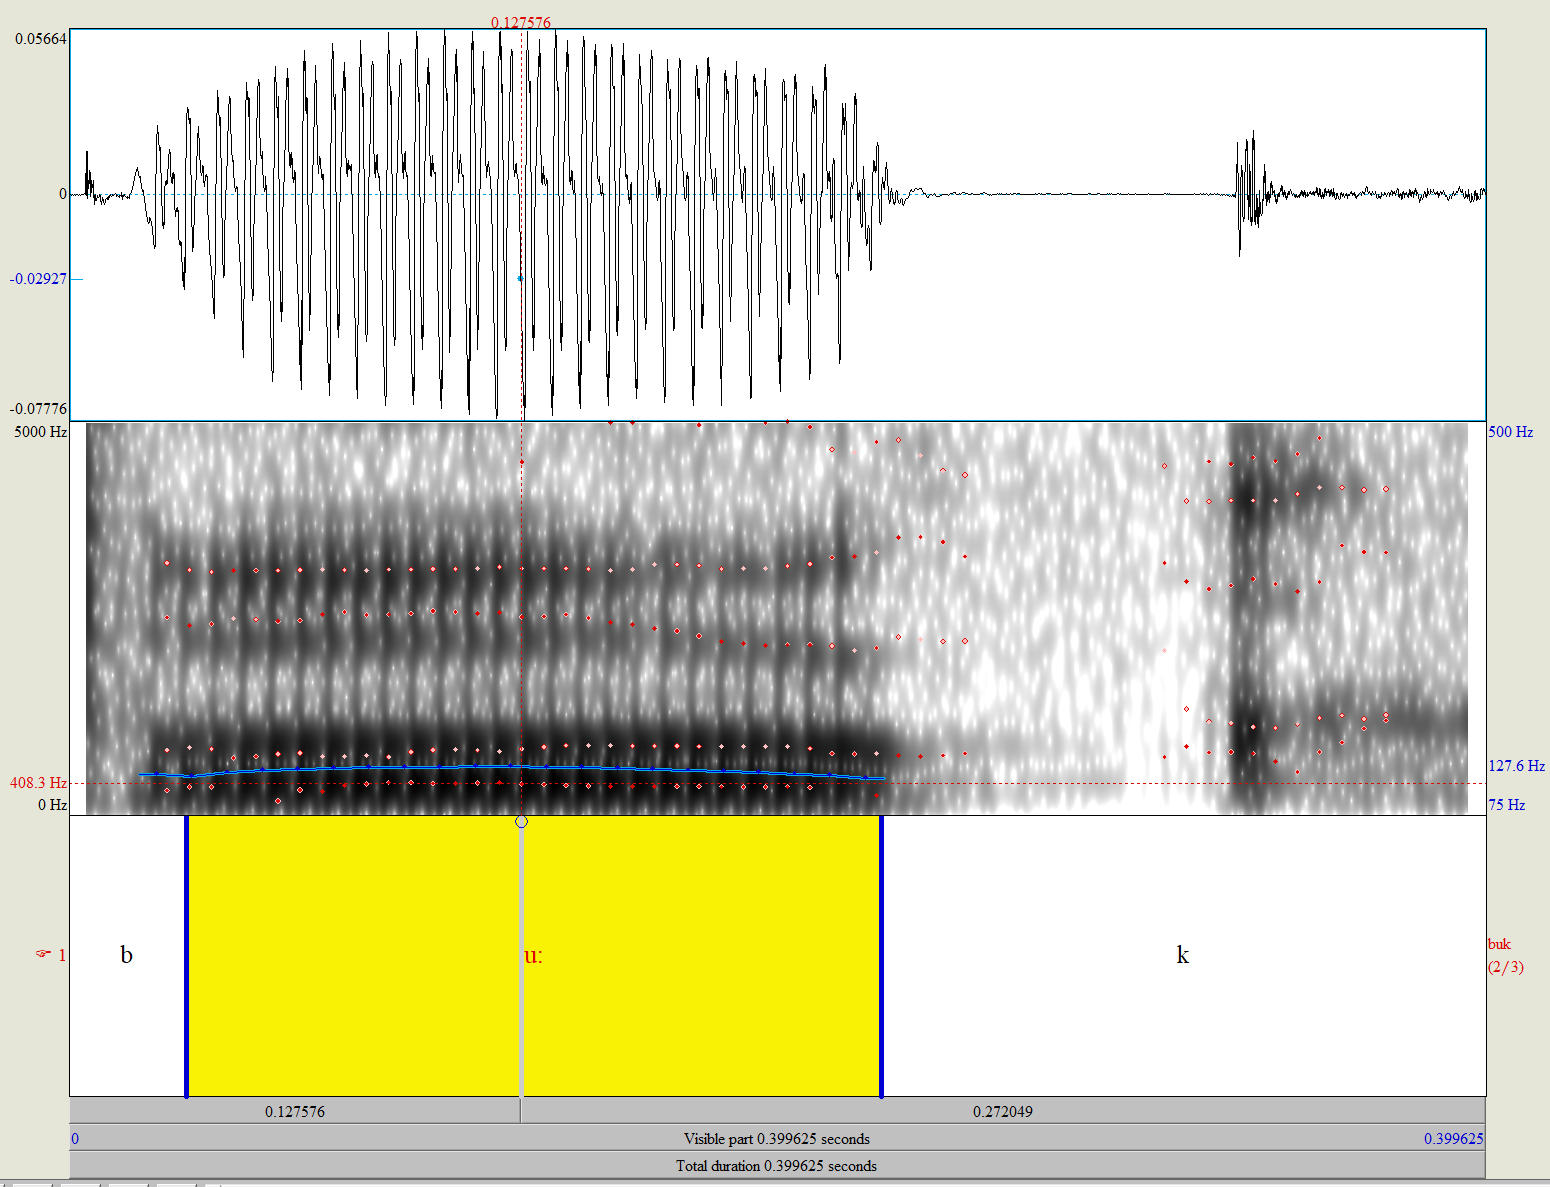 0.127576
0.05664
0
-0.02927
-0.07776
5000 Hz
500 Hz
408.3 Hz
127.6 Hz
0 Hz
75 Hz
1
b
u:
k
buk
(2/3)
0.127576
0.272049
0
Visible part 0.399625 seconds
0.399625
Total duration 0.399625 seconds